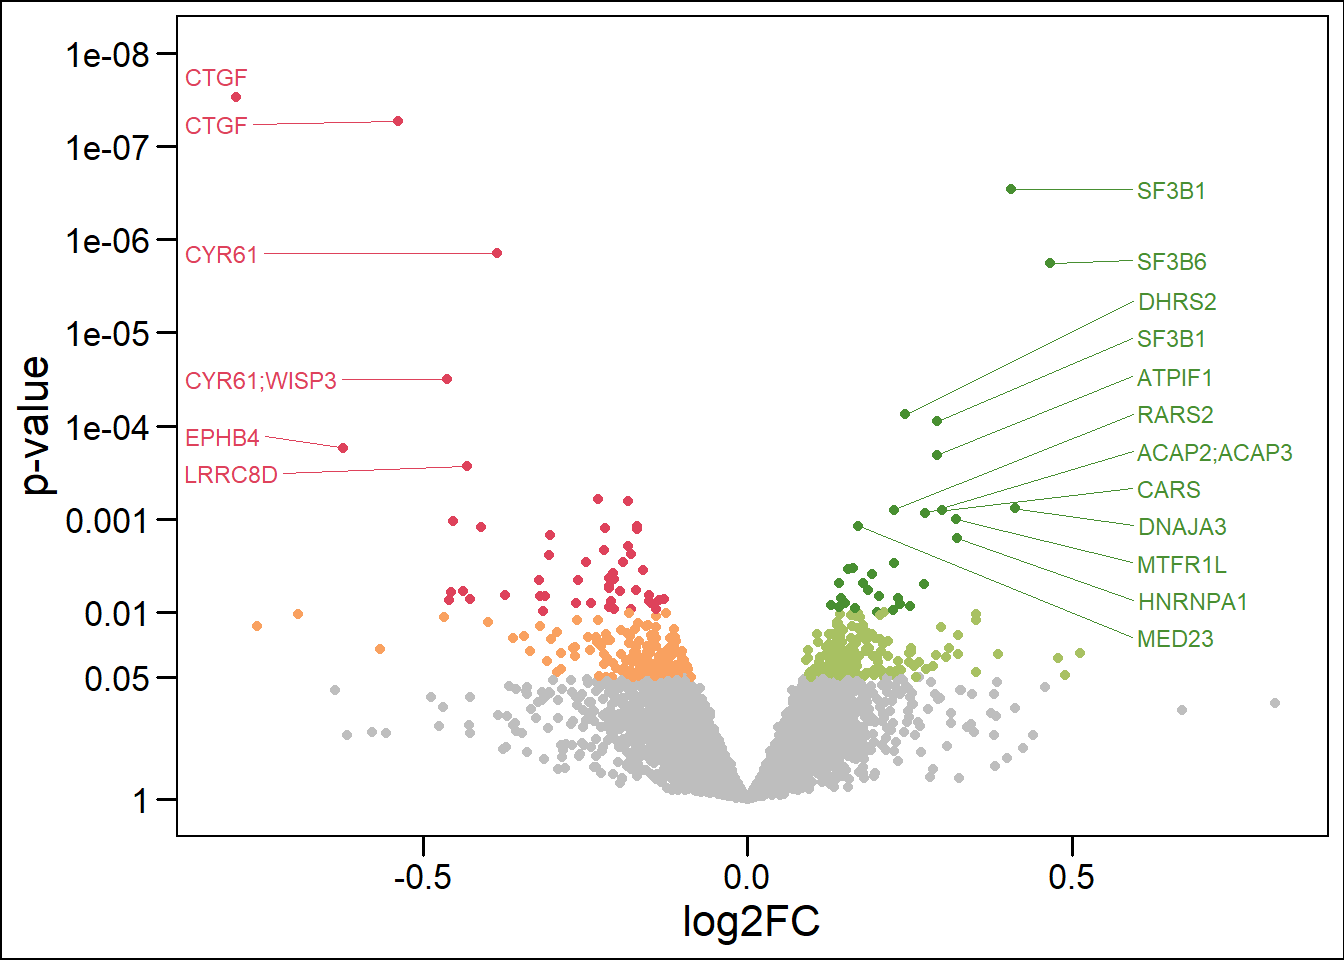 1e-08
CTGF
CTGF
1e-07
SF3B1
1e-06
CYR61
SF3B6
DHRS2
1e-05
SF3B1
CYR61;WISP3
ATPIF1
RARS2
1e-04
EPHB4
ACAP2;ACAP3
LRRC8D
CARS
0.001
DNAJA3
MTFR1L
HNRNPA1
0.01
MED23
0.05
1
p-value
-0.5
0.0
0.5
log2FC